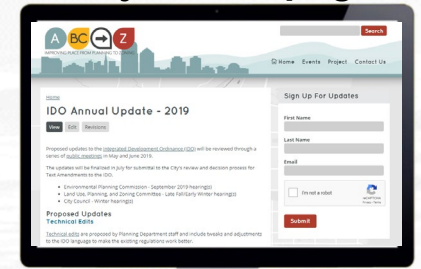 Search
A BC Z
IMPROVING PLACE FROM PLANNING TO ZONING
Home Events Project Contact Us
Home
IDO Annual Update - 2019
View Edit Revisions
Proposed updates to the Integrated Development Ordinance (IDO) will be reviewed through a
series of public meetings in May and June 2019.
The updates will be finalized in July for submittal to the City's review and decision process for
Text Amendments to the IDO.
Environmental Planning Commission - September 2019 hearing(s)
Land Use, Planning, and Zoning Committee - Late Fall/Early Winter hearing(s)
City Council - Winter hearing(s)
Proposed Updates
Technical Edits
Technical edits are proposed by Planning Department staff and include tweaks and adjustments
to the IDO language to make the existing regulations work better.
Sign Up For Updates
First Name
Last Name
Email
I'm not a robot
reCAPTCHA
Privacy - Terms
Submit